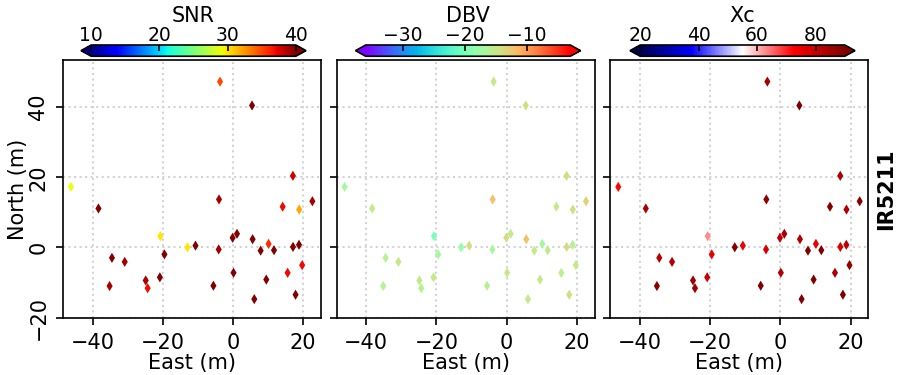 SNR DBV Xc
10 20 30 40 −30 −20 −10 20 40 60 80
North (m)
40
20
0
−20
−40 −20 0 20 −40 −20 0 20 −40 −20 0 20
East (m) East (m) East (m)
IR5211